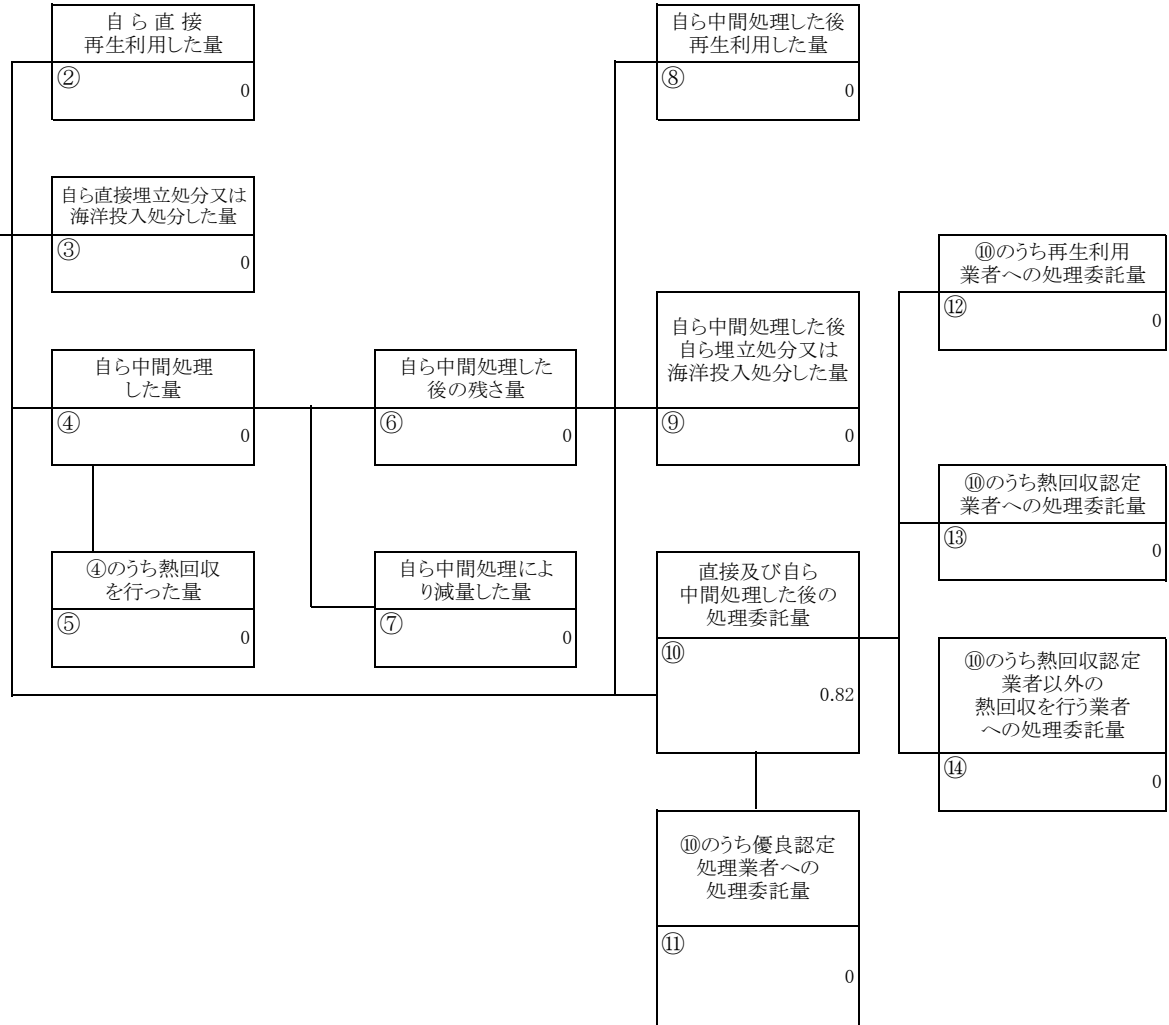 自ら直接
再生利用した量
②
0
自ら中間処理した後
再生利用した量
⑧
0
自ら直接埋立処分又は
海洋投入処分した量
③
0
⑩のうち再生利用
業者への処理委託量
⑫
0
自ら中間処理した後
自ら埋立処分又は
海洋投入処分した量
⑨
0
自ら中間処理
した量
④
0
自ら中間処理した
後の残さ量
⑥
0
⑩のうち熱回収認定
業者への処理委託量
⑬
0
④のうち熱回収
を行った量
⑤
0
自ら中間処理によ
り減量した量
⑦
0
直接及び自ら
中間処理した後の
処理委託量
⑩
0.82
⑩のうち熱回収認定
業者以外の
熱回収を行う業者
への処理委託量
⑭
0
⑩のうち優良認定
処理業者への
処理委託量
⑪
0